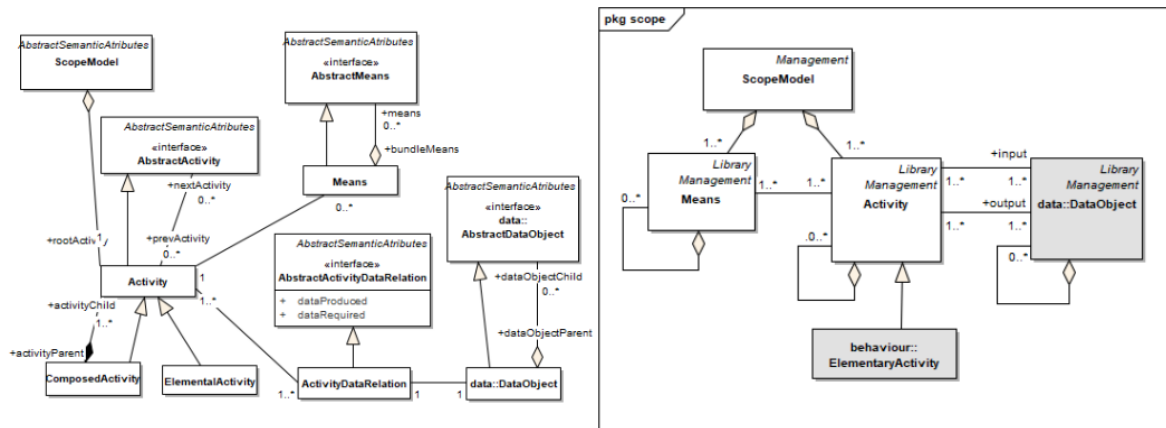 AbstractSemanticAtributes
ScopeModel
AbstractSemanticAtributes
«interface»
AbstractMeans
+means
0..*
+bundleMeans
Means
0..*
AbstractSemanticAtributes
«interface»
AbstractActivity
+nextActivity
0..*
+prevActivity
0..*
+rootActiv y
1
Activity
1
1..*
+activityChild
1..*
+activityParent
ComposedActivity
ElementalActivity
AbstractSemanticAtributes
«interface»
AbstractActivityDataRelation
+ dataProduced
+ dataRequired
1..*
ActivityDataRelation
1
1
AbstractSemanticAtributes
«interface»
data::
AbstractDataObject
+dataObjectChild
0..*
+dataObjectParent
data::DataObject
pkg scope
Management
ScopeModel
1..*
1..*
Library
Management
Means
0..*
1..*
1..*
Library
Management
Activity
.0..*
+input
1..*
1..*
+output
1..*
1..*
Library
Management
data::DataObject
0..*
behaviour::
ElementaryActivity